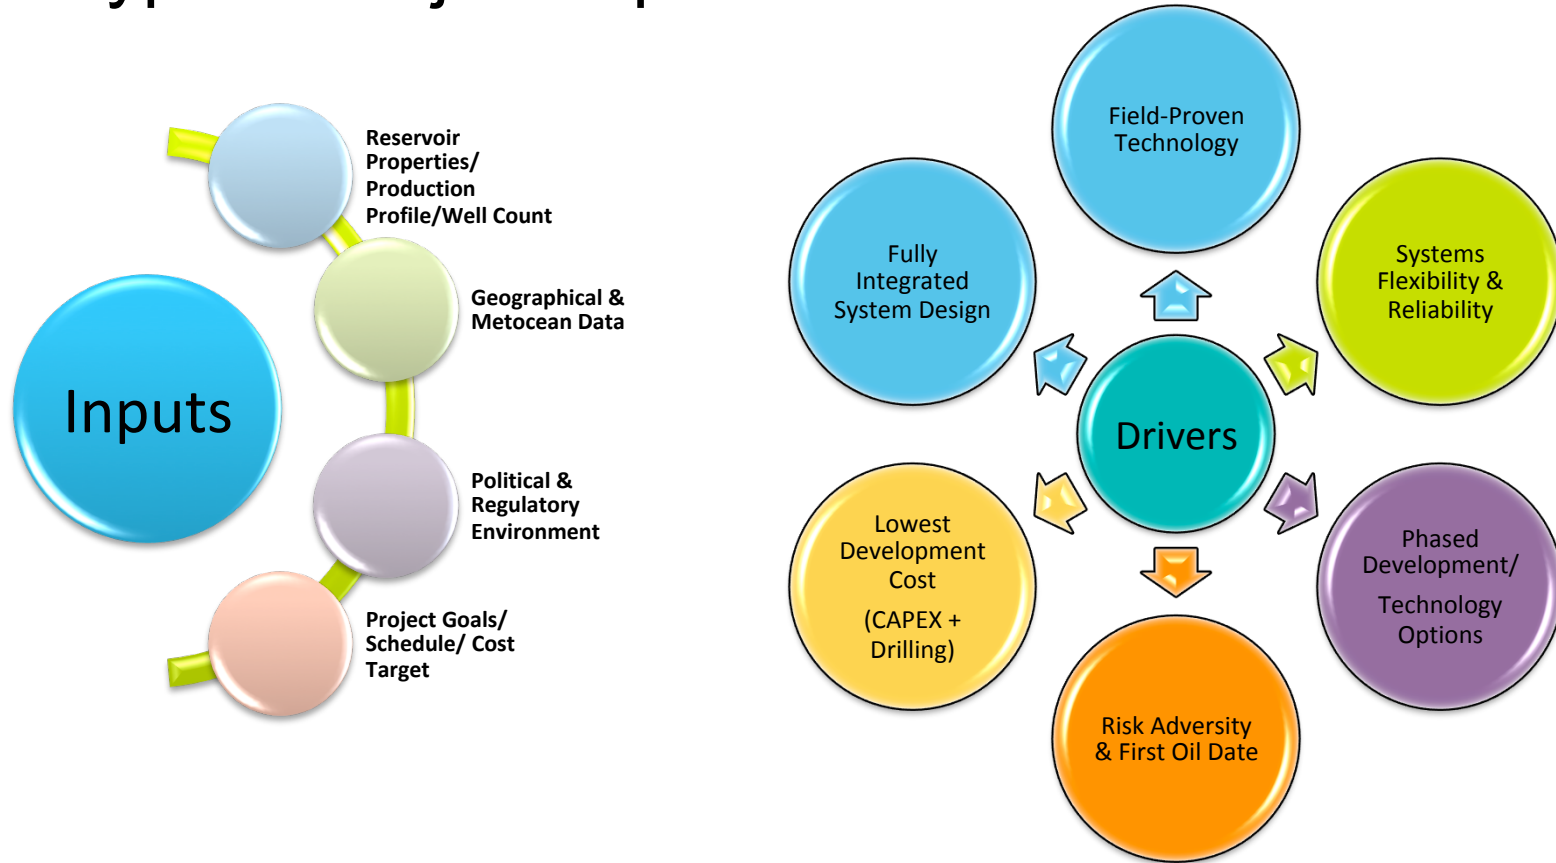 Reservoir
Properties/
Production
Profile/Well Count
Geographical &
Metocean Data
Inputs
Political &
Regulatory
Environment
Project Goals/
Schedule/ Cost
Target
Field-Proven
Technology
Fully
Integrated
System Design
Systems
Flexibility &
Reliability
Drivers
Lowest
Development
Cost
(CAPEX +
Drilling)
Phased
Development/
Technology
Options
Risk Adversity
& First Oil Date